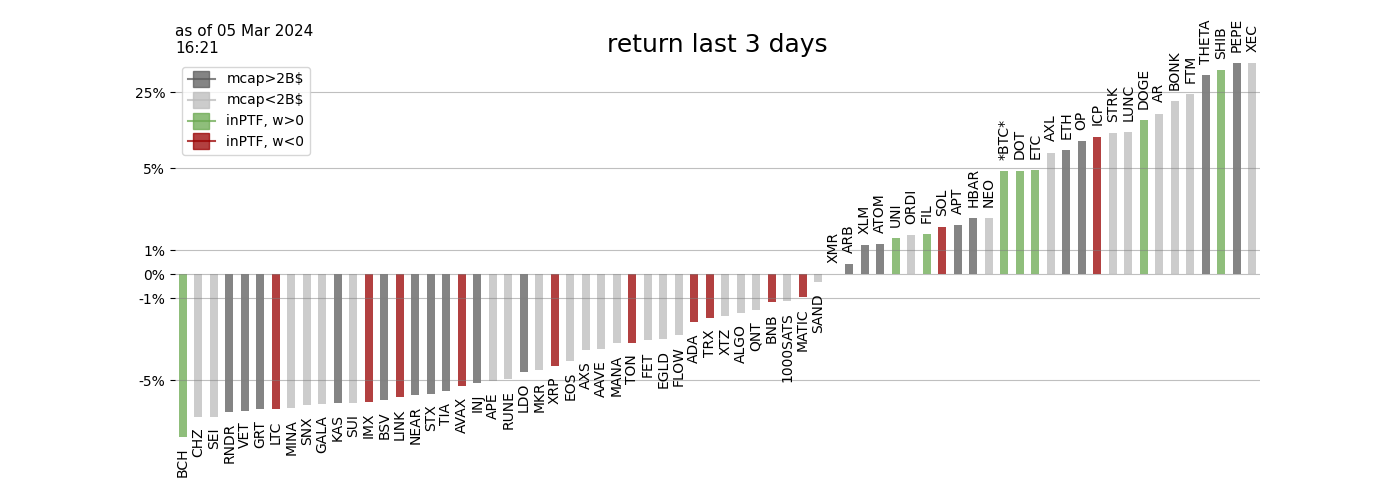 as of 05 Mar 2024
16:21
return last 3 days
mcap>2B$
mcap<2B$
inPTF, w>0
inPTF, w<0
25%
5%
1%
0%
-1%
-5%
BCH
CHZ
SEI
RNDR
VET
GRT
LTC
MINA
SNX
GALA
KAS
SUI
IMX
BSV
LINK
NEAR
STX
TIA
AVAX
INJ
APE
RUNE
LDO
MKR
XRP
EOS
AXS
AAVE
MANA
TON
FET
EGLD
FLOW
ADA
TRX
XTZ
ALGO
QNT
BNB
1000SATS
MATIC
SAND
XMR
ARB
XLM
ATOM
UNI
ORDI
FIL
SOL
APT
HBAR
NEO
*BTC*
DOT
ETC
AXL
ETH
OP
ICP
STRK
LUNC
DOGE
AR
BONK
FTM
THETA
SHIB
PEPE
XEC